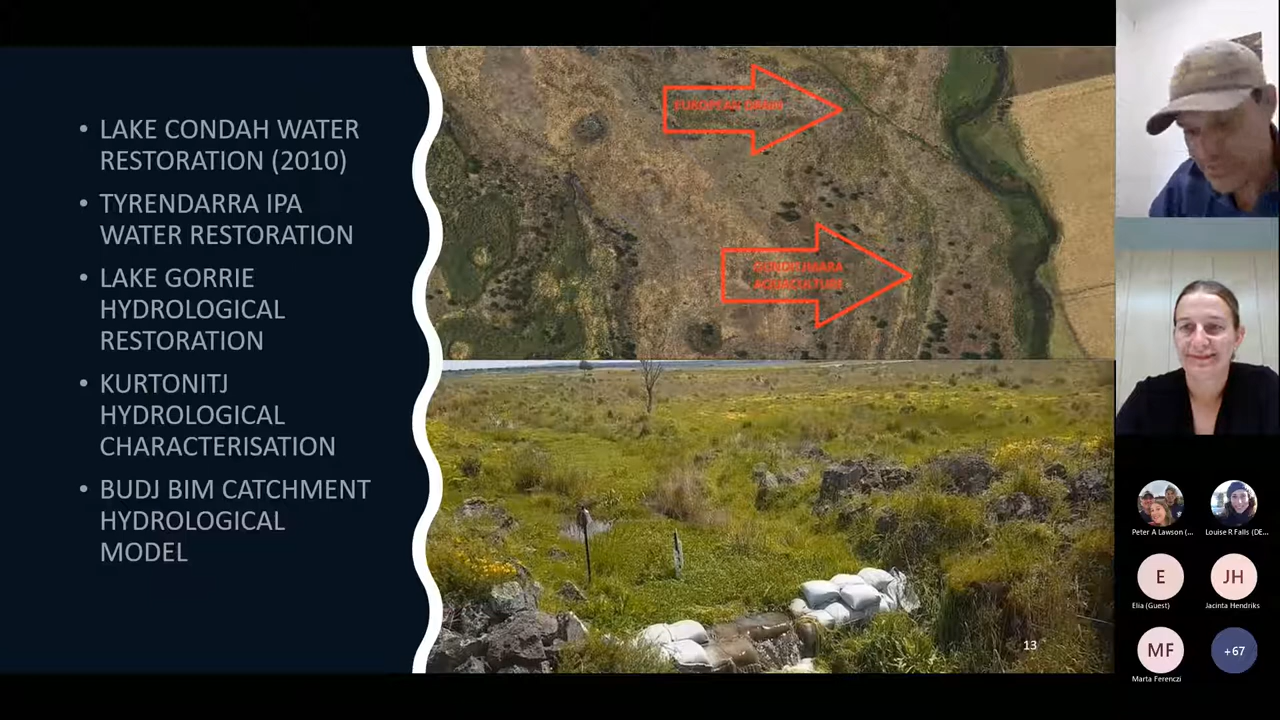 • LAKE CONDAH WATER
RESTORATION (2010)
• TYRENDARRA IPA
WATER RESTORATION
• LAKE GORRIE
HYDROLOGICAL
RESTORATION
• KURTONITJ
HYDROLOGICAL
CHARACTERISATION
• BUDJ BIM CATCHMENT
HYDROLOGICAL
MODEL
EUROPEAN DRAIN
GUNDITJMARA
AQUACULTURE
13
Peter A Lawson (...
Louise R Falls (DE...
E
Elia (Guest)
JH
Jacinta Hendriks
MF
Marta Ferenczi
+67